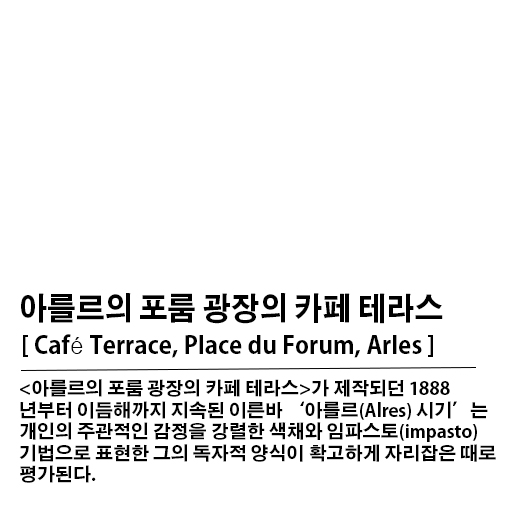 아를르의 포룸 광장의 카페 테라스
[ Café Terrace, Place du Forum, Arles ]
<아를르의 포룸 광장의 카페 테라스>가 제작되던 1888
년부터 이듬해까지 지속된 이른바 ‘아를르(Alres) 시기’는
개인의 주관적인 감정을 강렬한 색채와 임파스토(impasto)
기법으로 표현한 그의 독자적 양식이 확고하게 자리잡은 때로
평가된다.